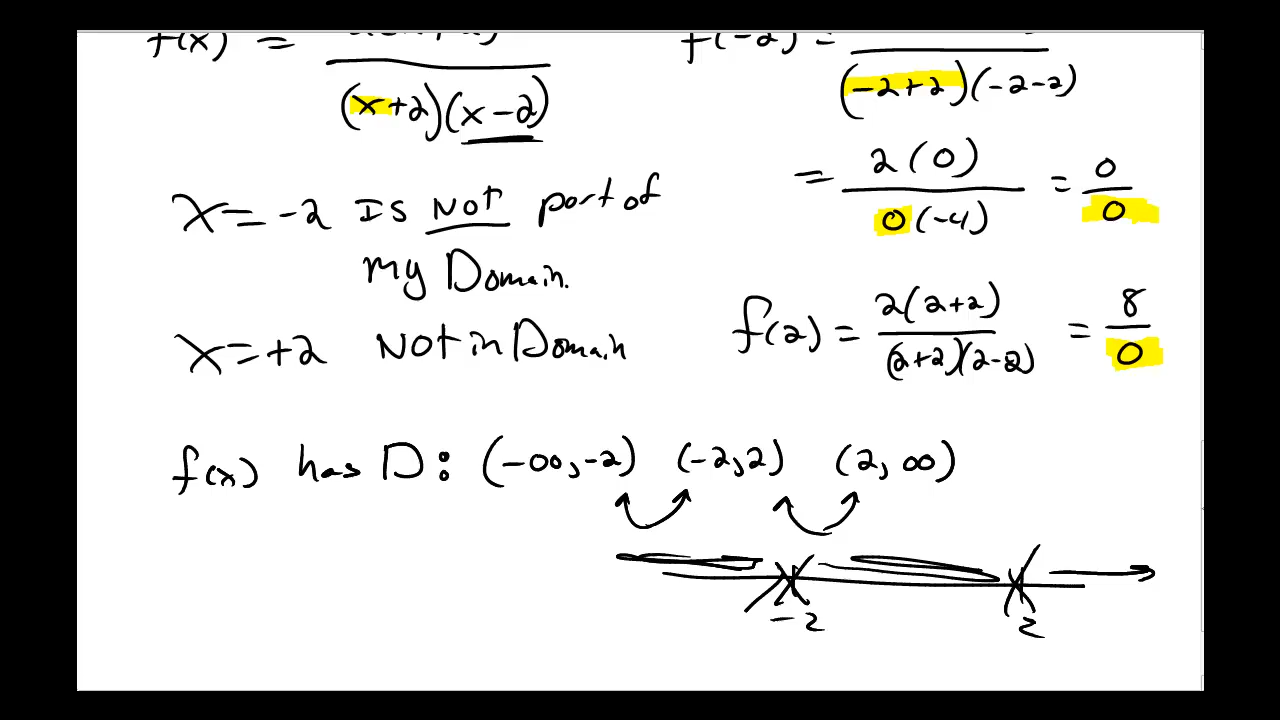 f(x) =
(x+2)(x-2)
f(-2) =
(-2+2)(-2-2)
= 2(0) / 0(-4) = 0/0
x = -2 Is NOT part of
my Domain.
f(2) = 2(2+2) / (2+2)(2-2) = 8/0
x = +2 NOT in Domain
f(x) has D: (-∞,-2) (-2,2) (2,∞)
-2 2